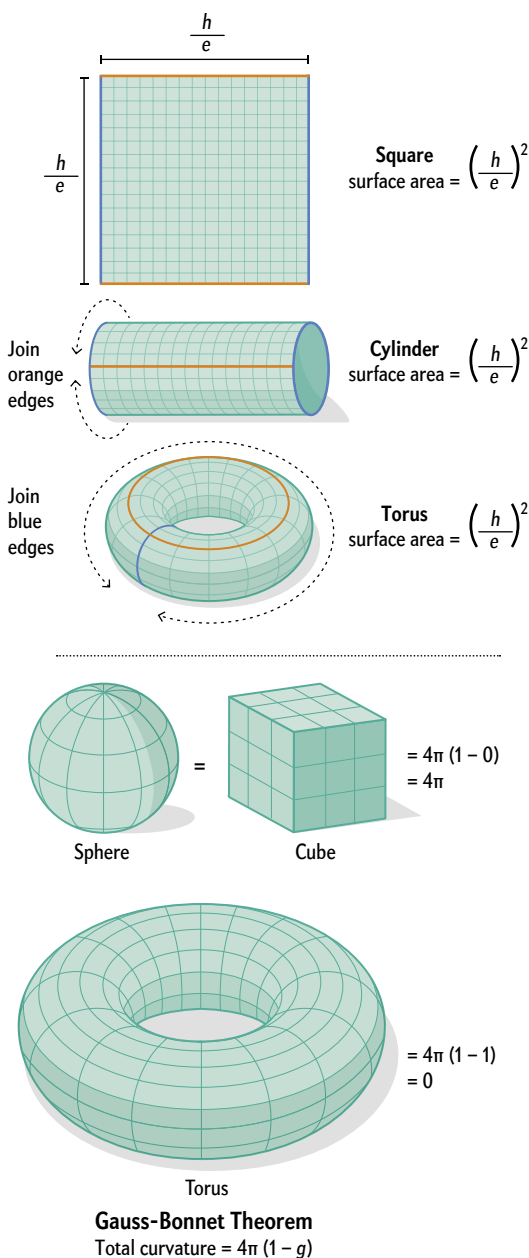 h/e
h/e
Square
surface area = (h/e)²
Join
orange
edges
Cylinder
surface area = (h/e)²
Join
blue
edges
Torus
surface area = (h/e)²
=
= 4π (1 – 0)
= 4π
Sphere
Cube
= 4π (1 – 1)
= 0
Torus
Gauss-Bonnet Theorem
Total curvature = 4π (1 – g)